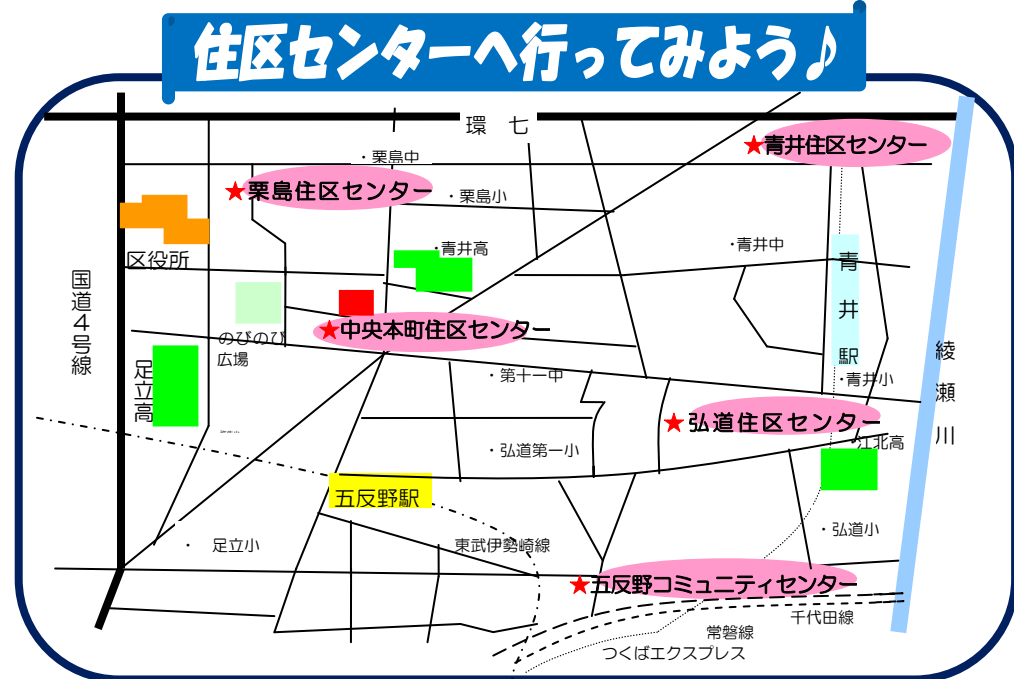 住区センターへ行ってみよう♪
環 七
★青井住区センター
・栗島中
★栗島住区センター
・栗島小
・青井高
・青井中
区役所
青井駅
国道4号線
★中央本町住区センター
のびのび
広場
綾瀬川
足立高
・第十一中
・青井小
★弘道住区センター
・江北高
・弘道第一小
五反野駅
・弘道小
・ 足立小
東武伊勢崎線
★五反野コミュニティセンター
千代田線
常磐線
つくばエクスプレス